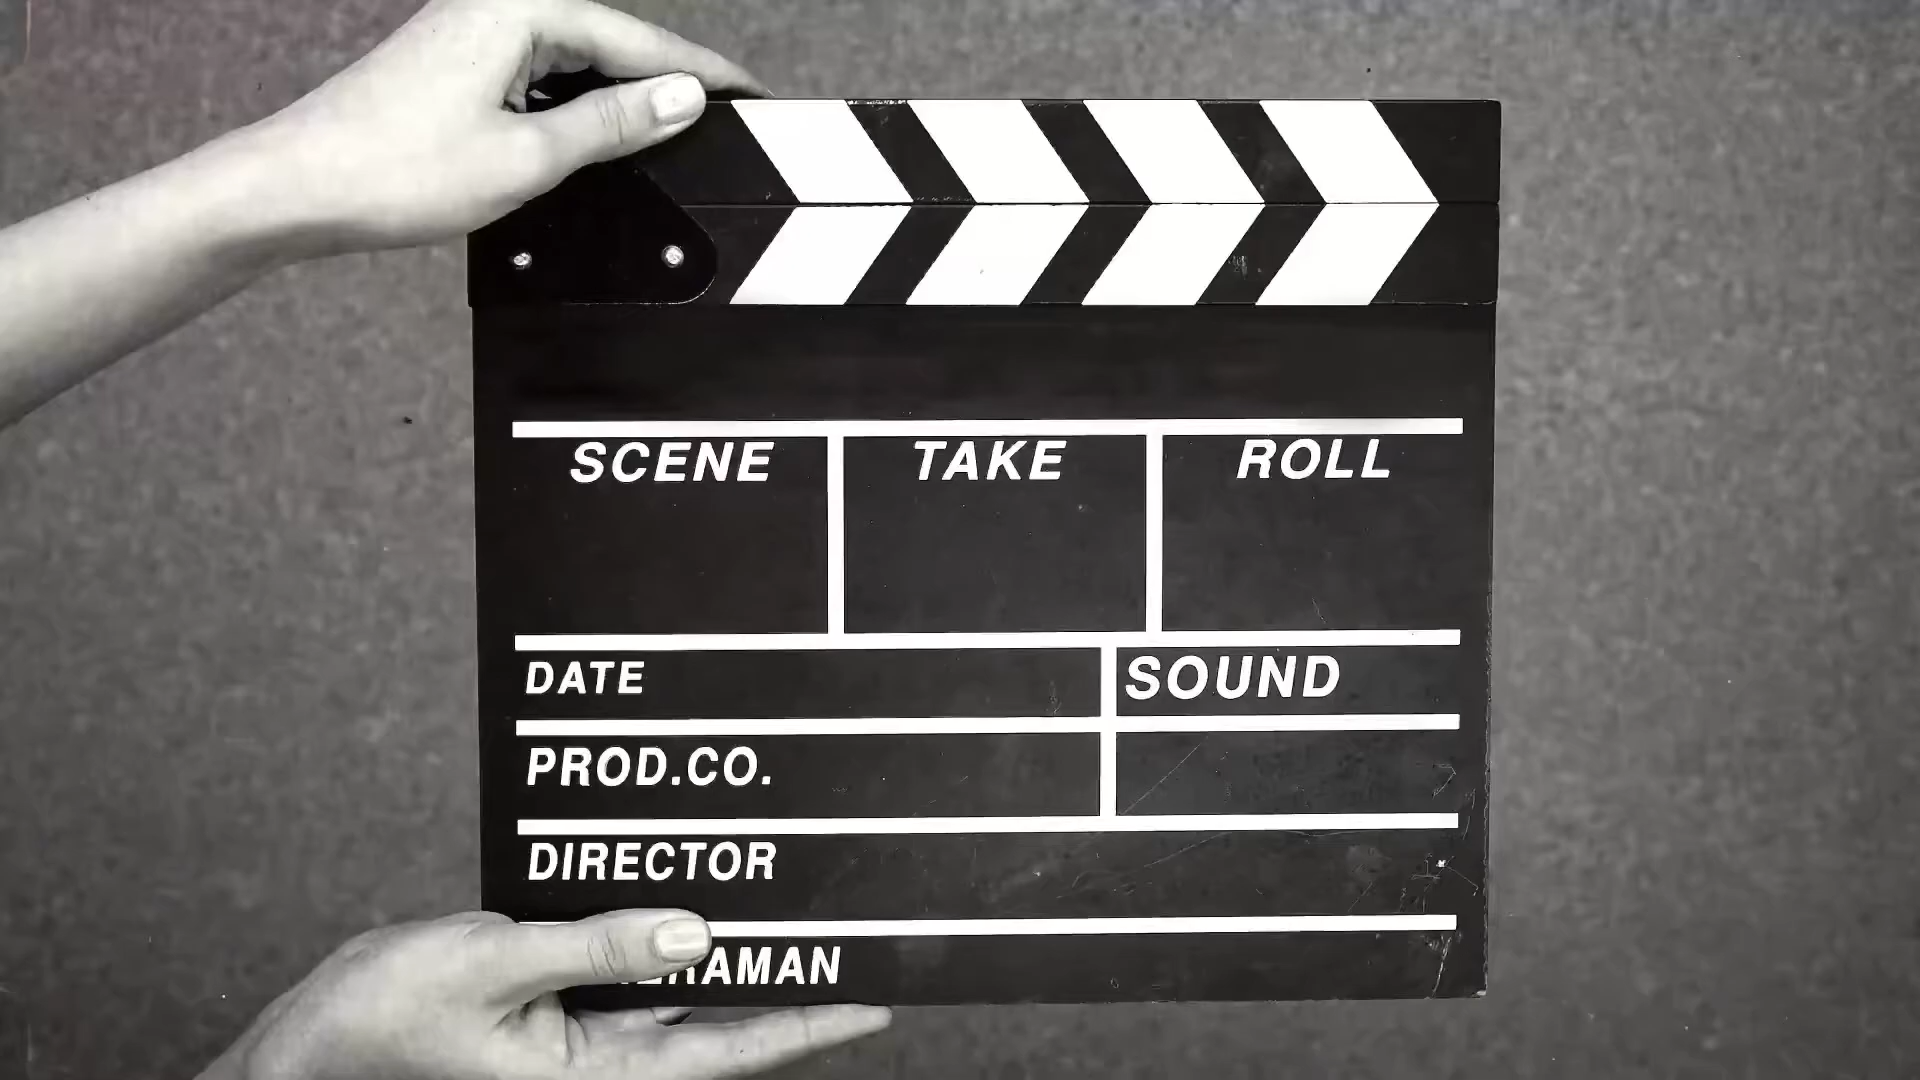 SCENE TAKE ROLL
DATE SOUND
PROD.CO.
DIRECTOR